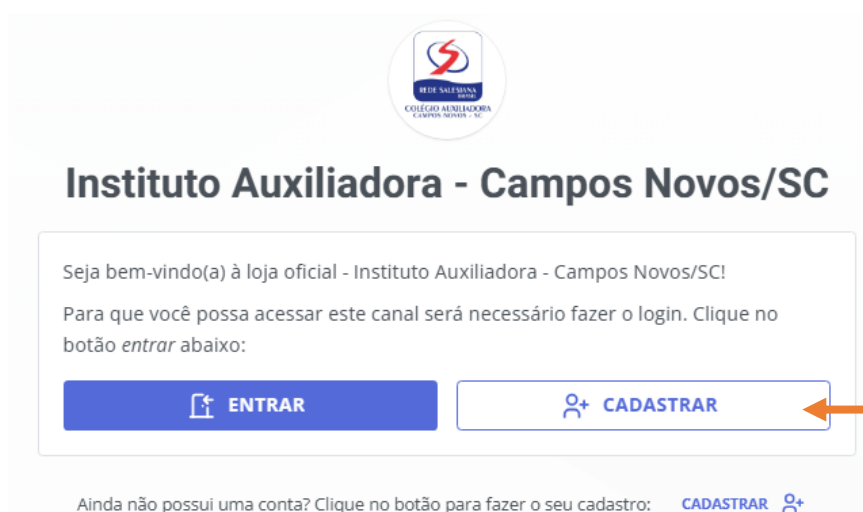 REDE SALESIANA
BRASIL
COLÉGIO AUXILIADORA
CAMPOS NOVOS - SC
Instituto Auxiliadora - Campos Novos/SC
Seja bem-vindo(a) à loja oficial - Instituto Auxiliadora - Campos Novos/SC!
Para que você possa acessar este canal será necessário fazer o login. Clique no
botão entrar abaixo:
ENTRAR
CADASTRAR
Ainda não possui uma conta? Clique no botão para fazer o seu cadastro: CADASTRAR